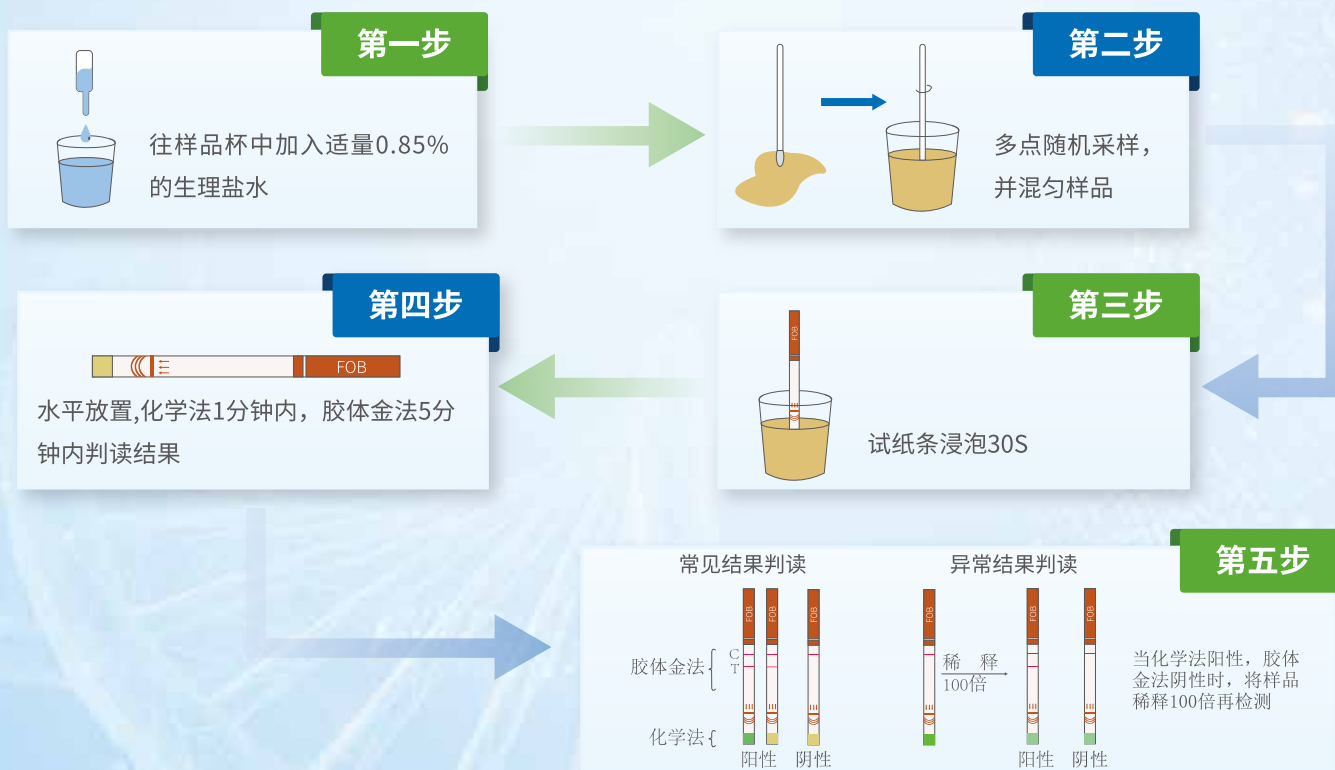 第一步
往样品杯中加入适量0.85%
的生理盐水
第二步
多点随机采样，
并混匀样品
第三步
FOB
试纸条浸泡30S
第四步
FOB
水平放置,化学法1分钟内，胶体金法5分
钟内判读结果
第五步
常见结果判读
异常结果判读
FOB
FOB
FOB
FOB
FOB
FOB
胶体金法
C
T
稀 释
100倍
当化学法阳性，胶体
金法阴性时，将样品
稀释100倍再检测
化学法
阳性
阴性
阳性
阴性